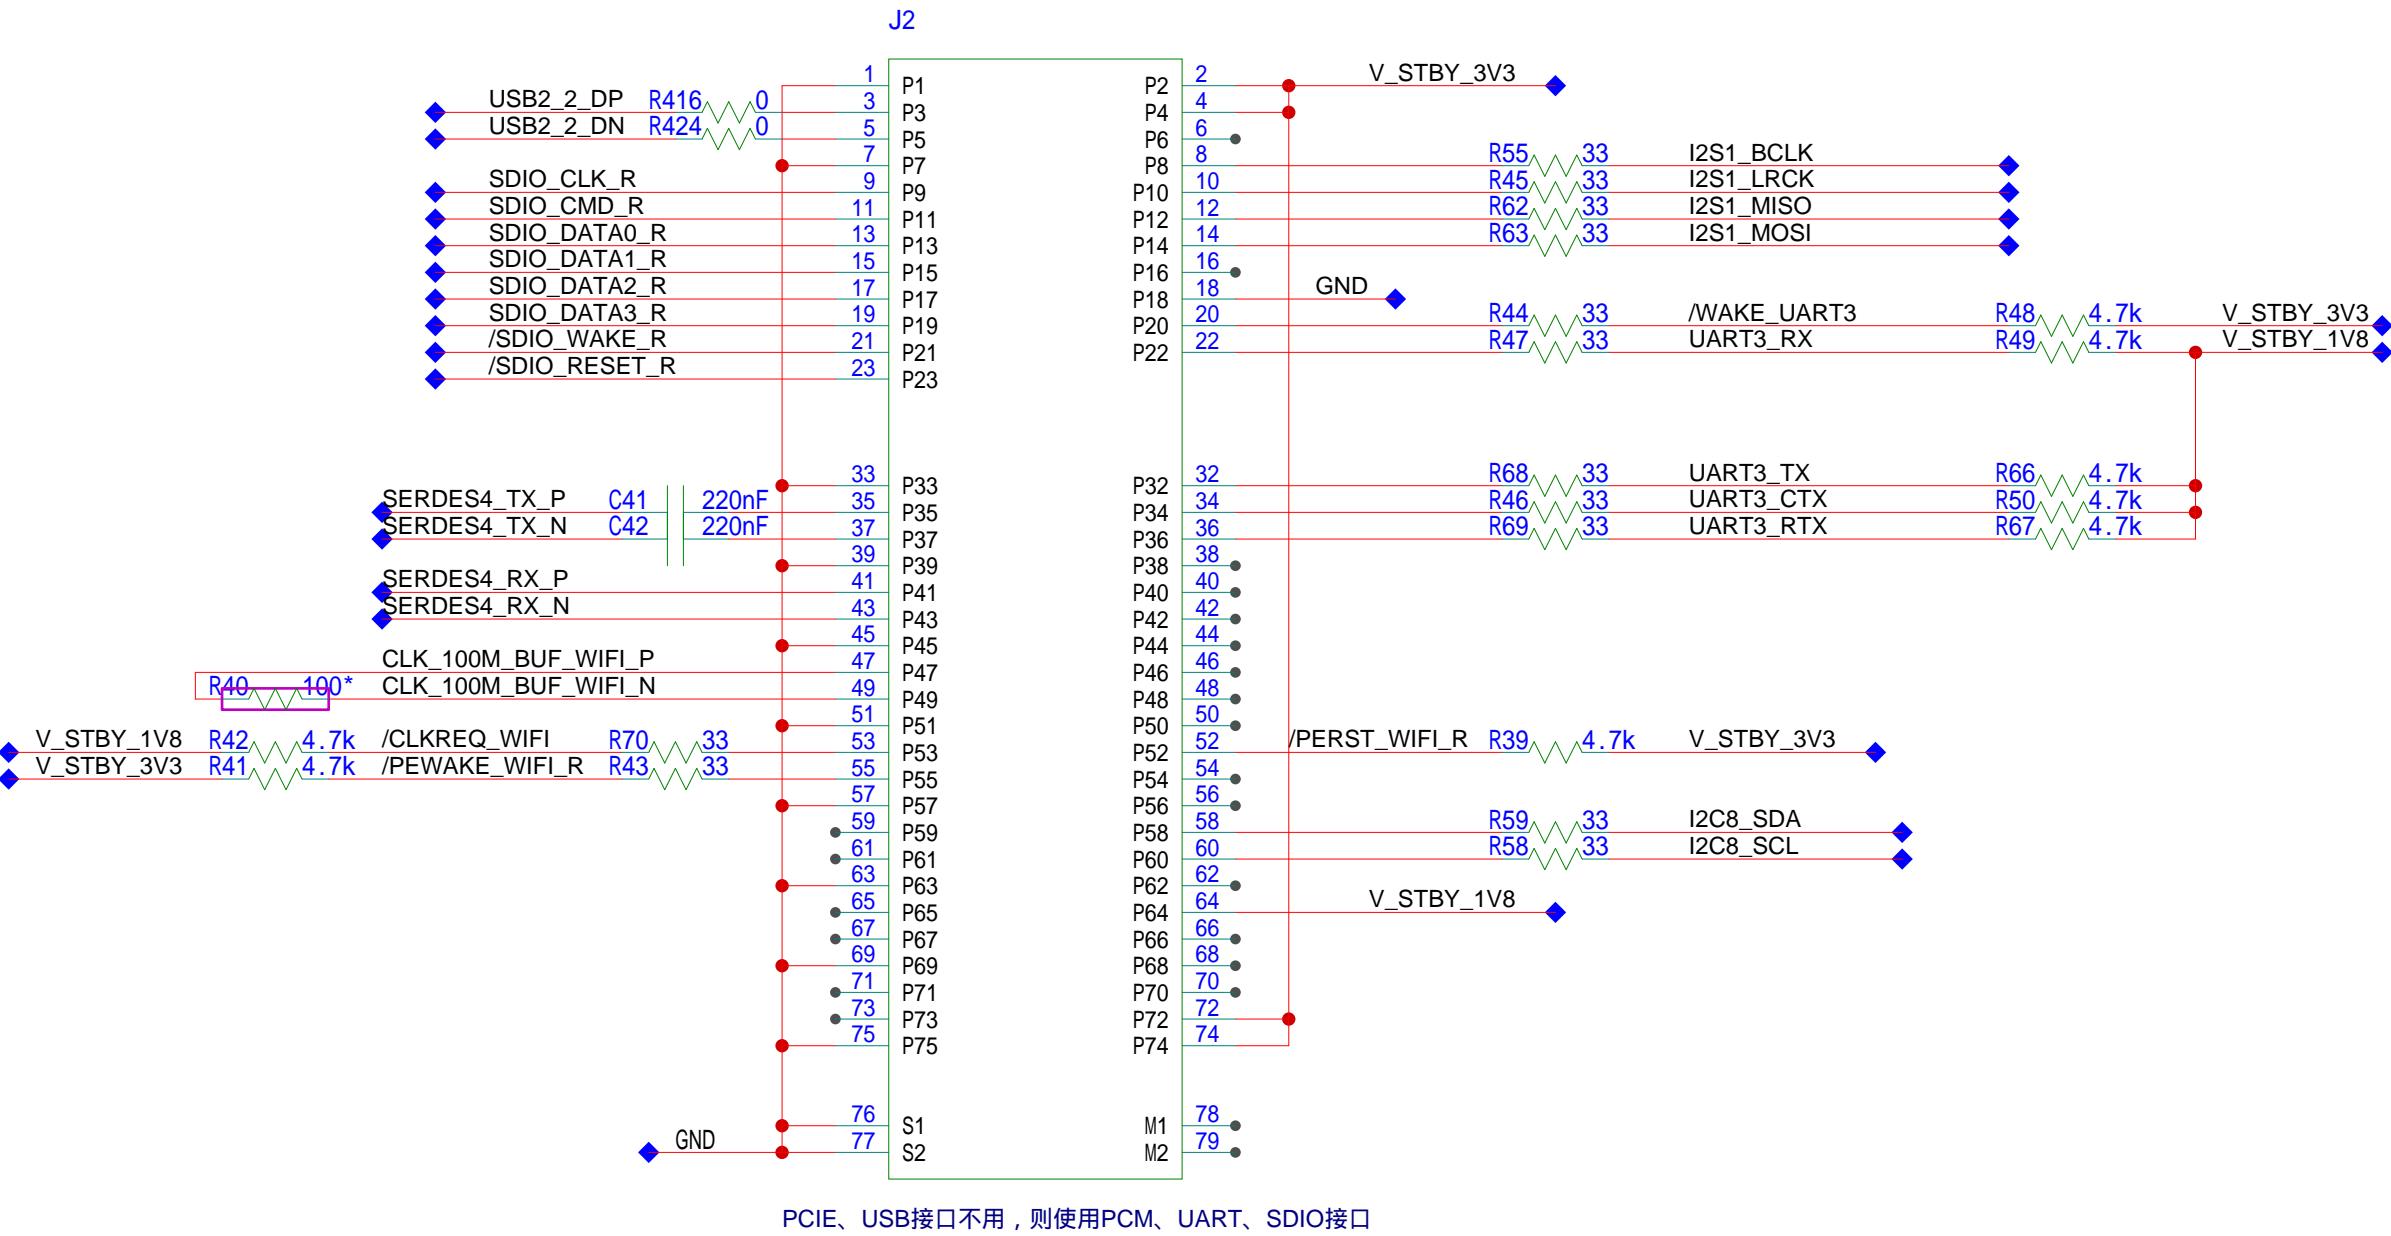 J2
1 P1 P2 2 V_STBY_3V3
USB2_2_DP R416 0 3 P3 P4 4
USB2_2_DN R424 0 5 P5 P6 6
7 P7 P8 8 R55 33 I2S1_BCLK
SDIO_CLK_R 9 P9 P10 10 R45 33 I2S1_LRCK
SDIO_CMD_R 11 P11 P12 12 R62 33 I2S1_MISO
SDIO_DATA0_R 13 P13 P14 14 R63 33 I2S1_MOSI
SDIO_DATA1_R 15 P15 P16 16
SDIO_DATA2_R 17 P17 P18 18 GND
SDIO_DATA3_R 19 P19 P20 20 R44 33 /WAKE_UART3 R48 4.7k V_STBY_3V3
/SDIO_WAKE_R 21 P21 P22 22 R47 33 UART3_RX R49 4.7k V_STBY_1V8
/SDIO_RESET_R 23 P23
33 P33 P32 32 R68 33 UART3_TX R66 4.7k
SERDES4_TX_P C41 220nF 35 P35 P34 34 R46 33 UART3_CTX R50 4.7k
SERDES4_TX_N C42 220nF 37 P37 P36 36 R69 33 UART3_RTX R67 4.7k
39 P39 P38 38
SERDES4_RX_P 41 P41 P40 40
SERDES4_RX_N 43 P43 P42 42
45 P45 P44 44
CLK_100M_BUF_WIFI_P 47 P47 P46 46
R40 100* CLK_100M_BUF_WIFI_N 49 P49 P48 48
51 P51 P50 50
V_STBY_1V8 R42 4.7k /CLKREQ_WIFI R70 33 53 P53 P52 52 /PERST_WIFI_R R39 4.7k V_STBY_3V3
V_STBY_3V3 R41 4.7k /PEWAKE_WIFI_R R43 33 55 P55 P54 54
57 P57 P56 56
59 P59 P58 58 R59 33 I2C8_SDA
61 P61 P60 60 R58 33 I2C8_SCL
63 P63 P62 62
65 P65 P64 64 V_STBY_1V8
67 P67 P66 66
69 P69 P68 68
71 P71 P70 70
73 P73 P72 72
75 P75 P74 74
76 S1 M1 78
GND 77 S2 M2 79
PCIE、USB接口不用，则使用PCM、UART、SDIO接口